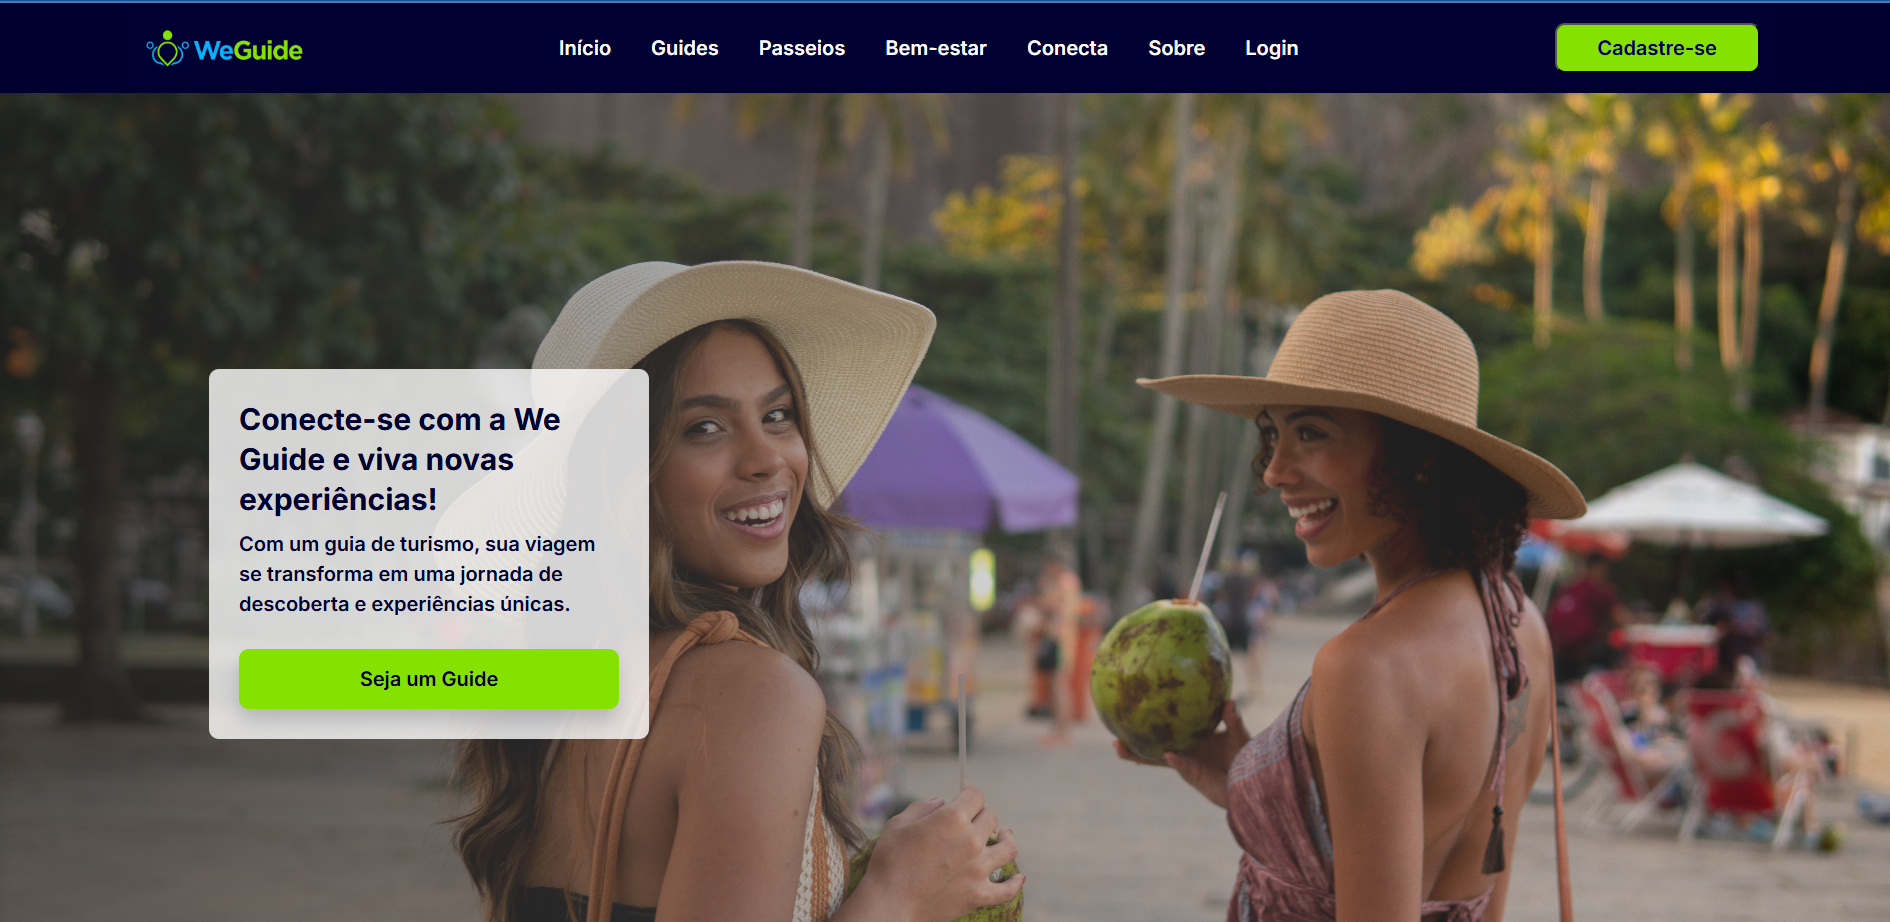 WeGuide
Início
Guides
Passeios
Bem-estar
Conecta
Sobre
Login
Cadastre-se
Conecte-se com a We
Guide e viva novas
experiências!
Com um guia de turismo, sua viagem
se transforma em uma jornada de
descoberta e experiências únicas.
Seja um Guide